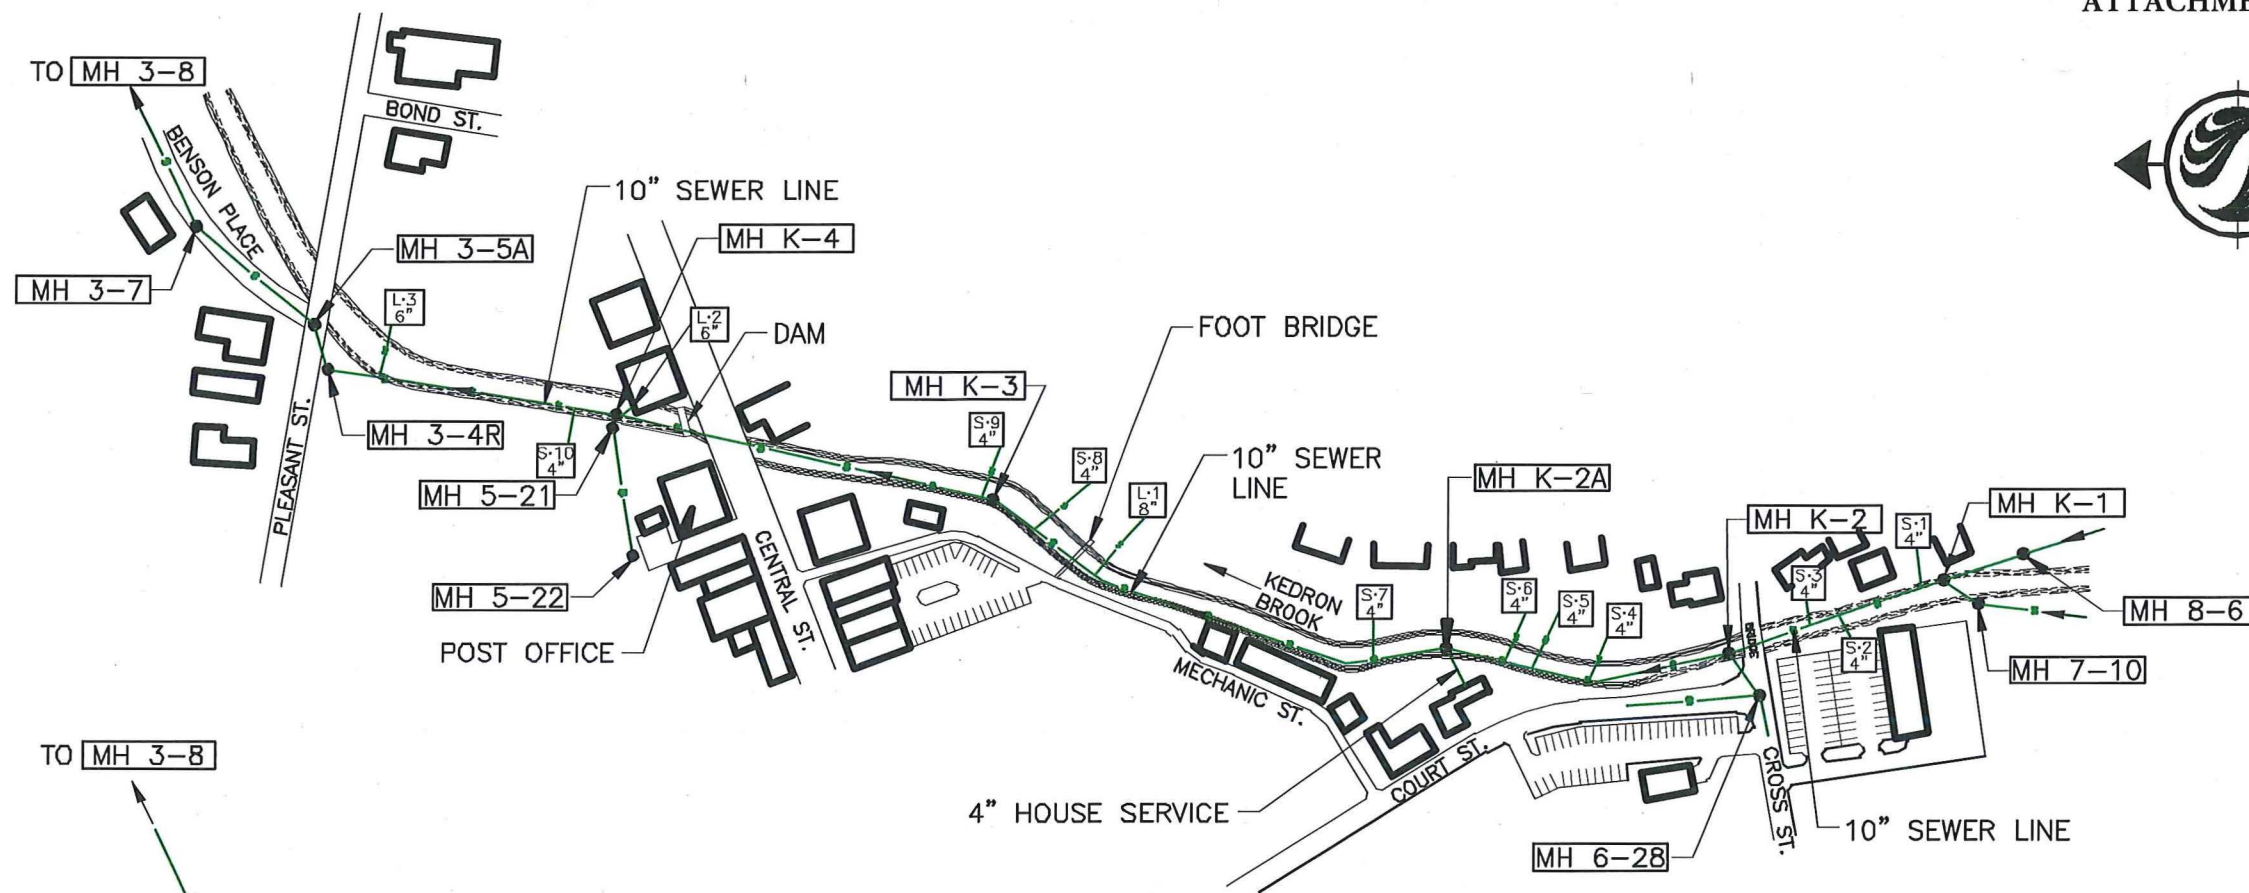 TO MH 3-8
BENSON PLACE
BOND ST.
10" SEWER LINE
MH K-4
MH 3-5A
MH 3-7
L-3
6"
L-2
6"
DAM
FOOT BRIDGE
MH K-3
S-9
4"
S-8
4"
L-1
8"
10" SEWER
LINE
MH K-2A
MH 3-4R
PLEASANT ST.
S-10
4"
MH 5-21
MH 5-22
POST OFFICE
CENTRAL ST.
KEDRON
BROOK
MECHANIC ST.
S-7
4"
S-6
4"
S-5
4"
S-4
4"
MH K-2
BRIDGE
S-3
4"
S-1
4"
MH K-1
S-2
4"
MH 8-6
MH 7-10
TO MH 3-8
4" HOUSE SERVICE
COURT ST.
CROSS ST.
10" SEWER LINE
MH 6-28